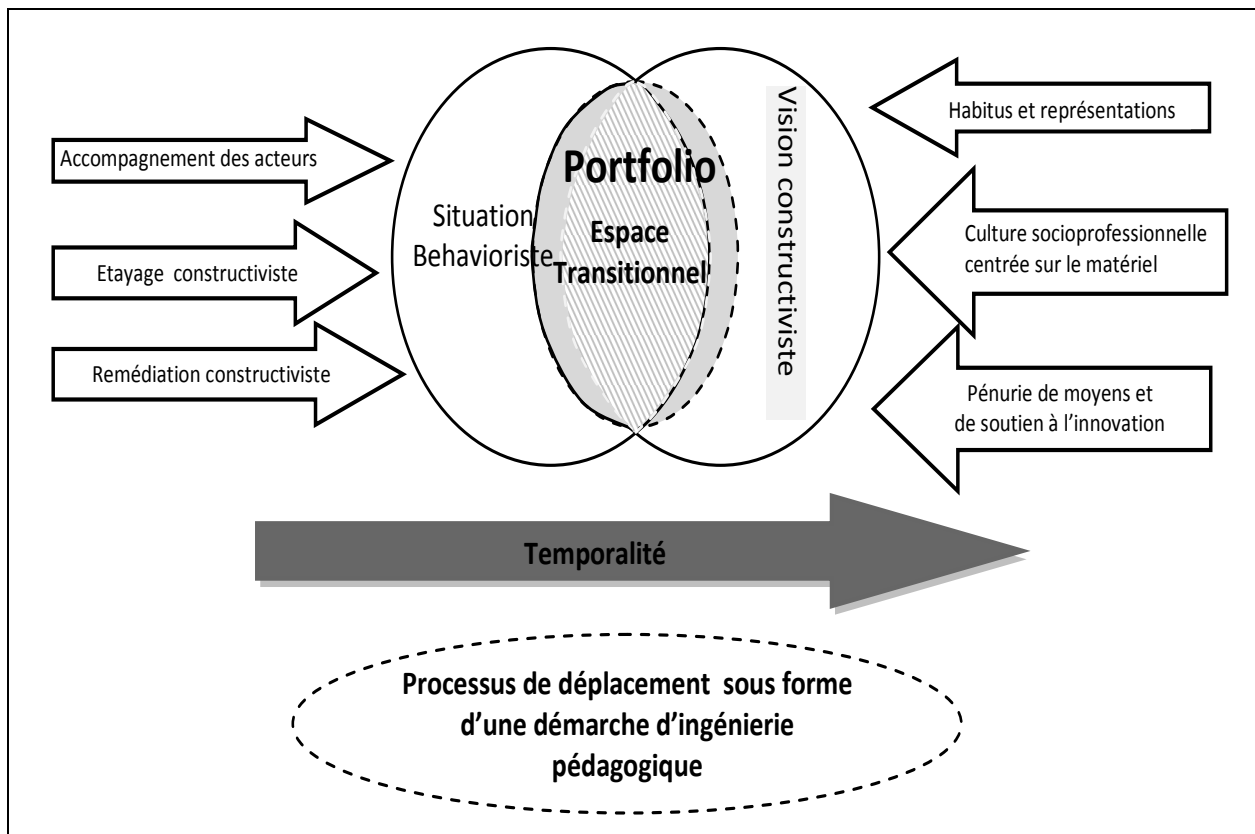 Accompagnement des acteurs
Etayage constructiviste
Remédiation constructiviste
Situation
Behavioriste
Portfolio
Espace
Transitionnel
Vision constructiviste
Habitus et représentations
Culture socioprofessionnelle
centrée sur le matériel
Pénurie de moyens et
de soutien à l’innovation
Temporalité
Processus de déplacement sous forme
d’une démarche d’ingénierie
pédagogique